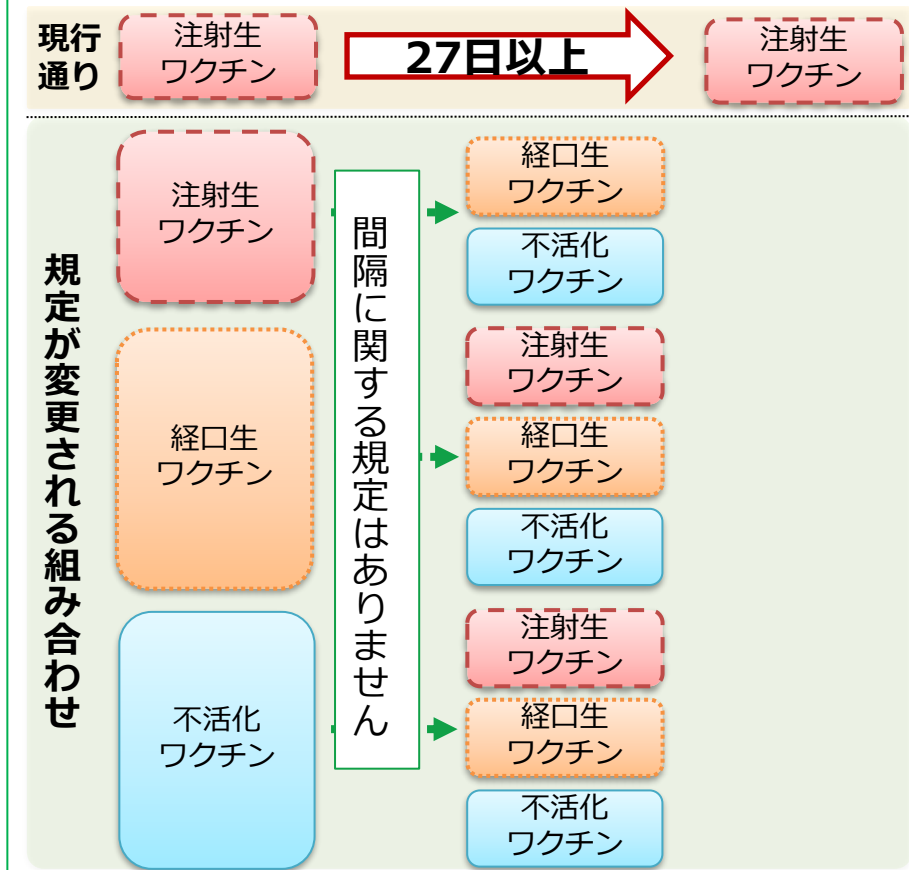 現行
通り
注射生
ワクチン
27日以上
注射生
ワクチン
規定が変更される組み合わせ
注射生
ワクチン
間隔に関する規定はありません
経口生
ワクチン
不活化
ワクチン
経口生
ワクチン
注射生
ワクチン
経口生
ワクチン
不活化
ワクチン
不活化
ワクチン
注射生
ワクチン
経口生
ワクチン
不活化
ワクチン